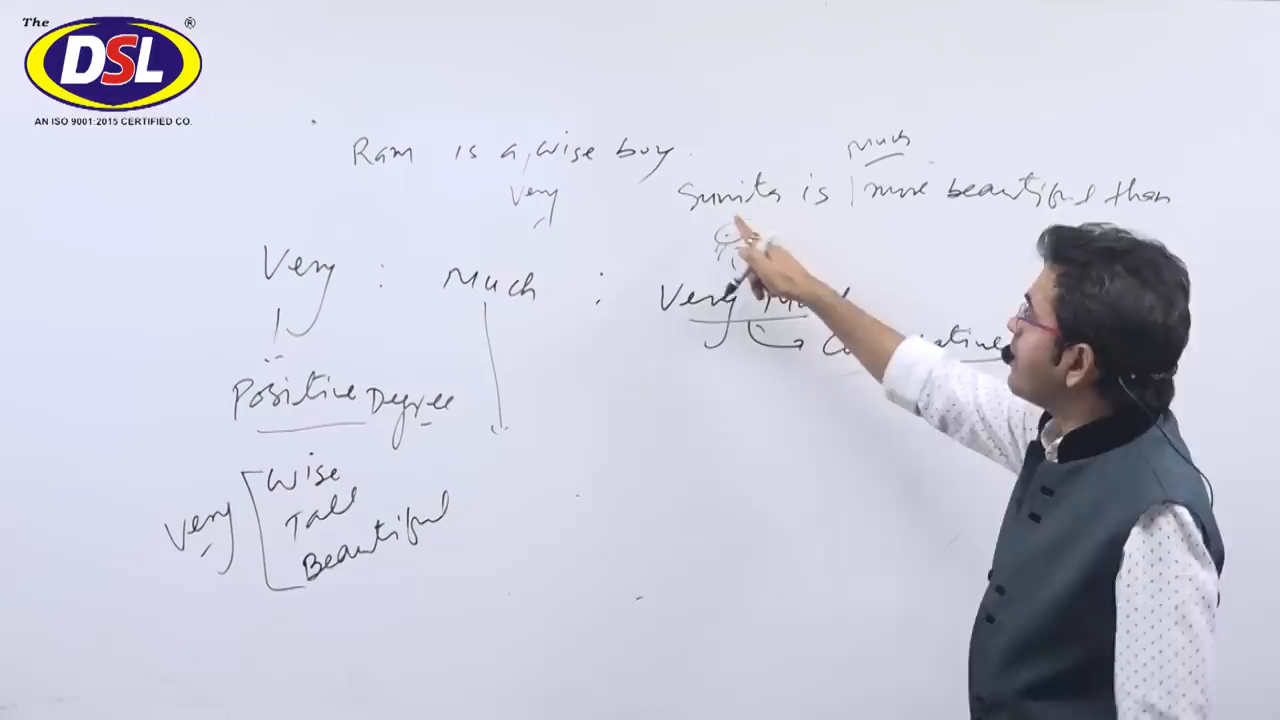 The ®
DSL
AN ISO 9001:2015 CERTIFIED CO.
Ram is a, wise boy.
very
Much
Sunita is | more beautiful than
Very : Much : Very
Positive Degree
very
Wise
Tall
Beautiful